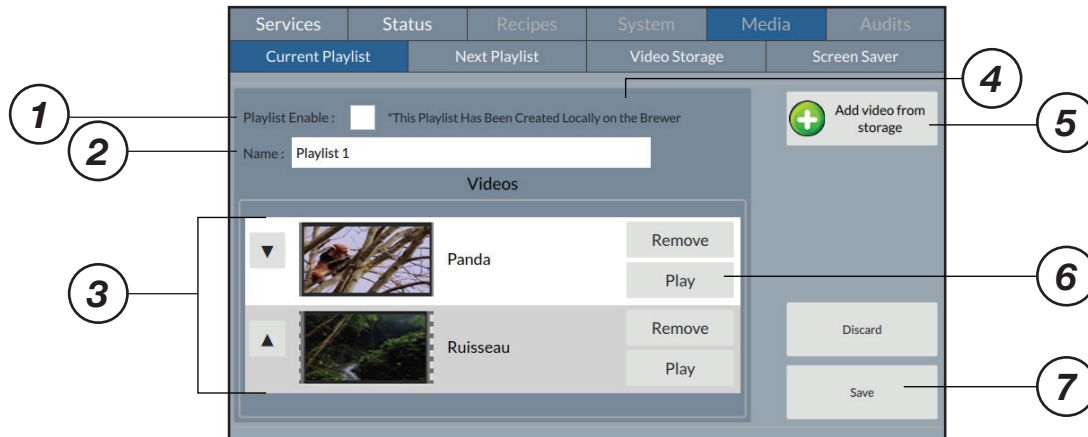 Services Status Recipes System Media Audits
Current Playlist Next Playlist Video Storage Screen Saver
4
1
Playlist Enable :
*This Playlist Has Been Created Locally on the Brewer
Add video from
storage
5
2
Name :
Playlist 1
Videos
3
▼
Panda
Remove
Play
6
▲
Ruisseau
Remove
Play
Discard
Save
7